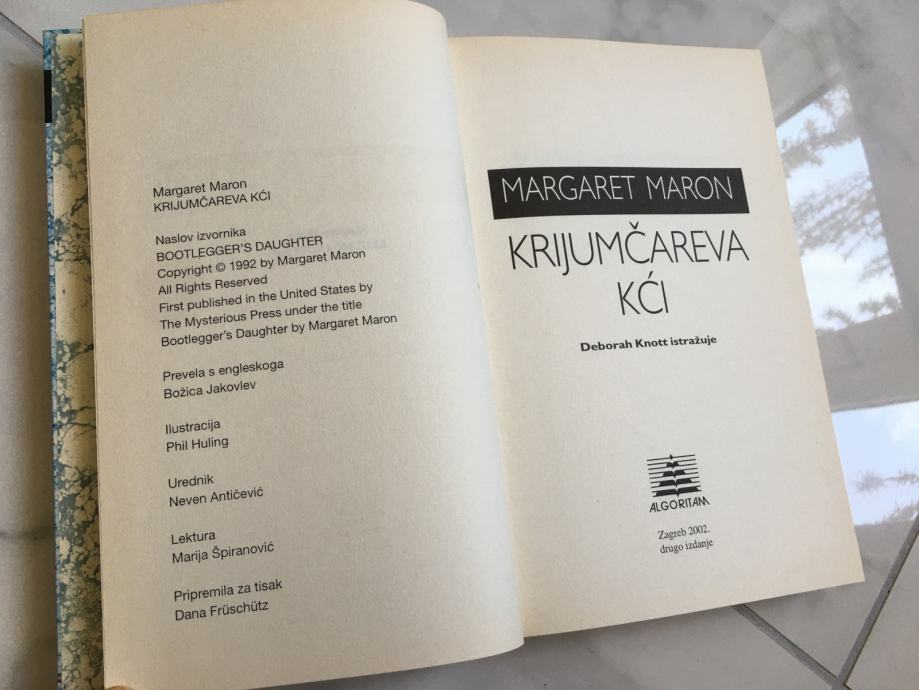 Margaret Maron
KRIJUMČAREVA KĆI
Naslov izvornika
BOOTLEGGER'S DAUGHTER
Copyright © 1992 by Margaret Maron
All Rights Reserved
First published in the United States by
The Mysterious Press under the title
Bootlegger's Daughter by Margaret Maron
Prevela s engleskoga
Božica Jakovlev
Ilustracija
Phil Huling
Urednik
Neven Antičević
Lektura
Marija Špiranović
Pripremila za tisak
Dana Früschütz
MARGARET MARON
KRIJUMČAREVA
KĆI
Deborah Knott istražuje
ALGORITAM
Zagreb 2002.
drugo izdanje